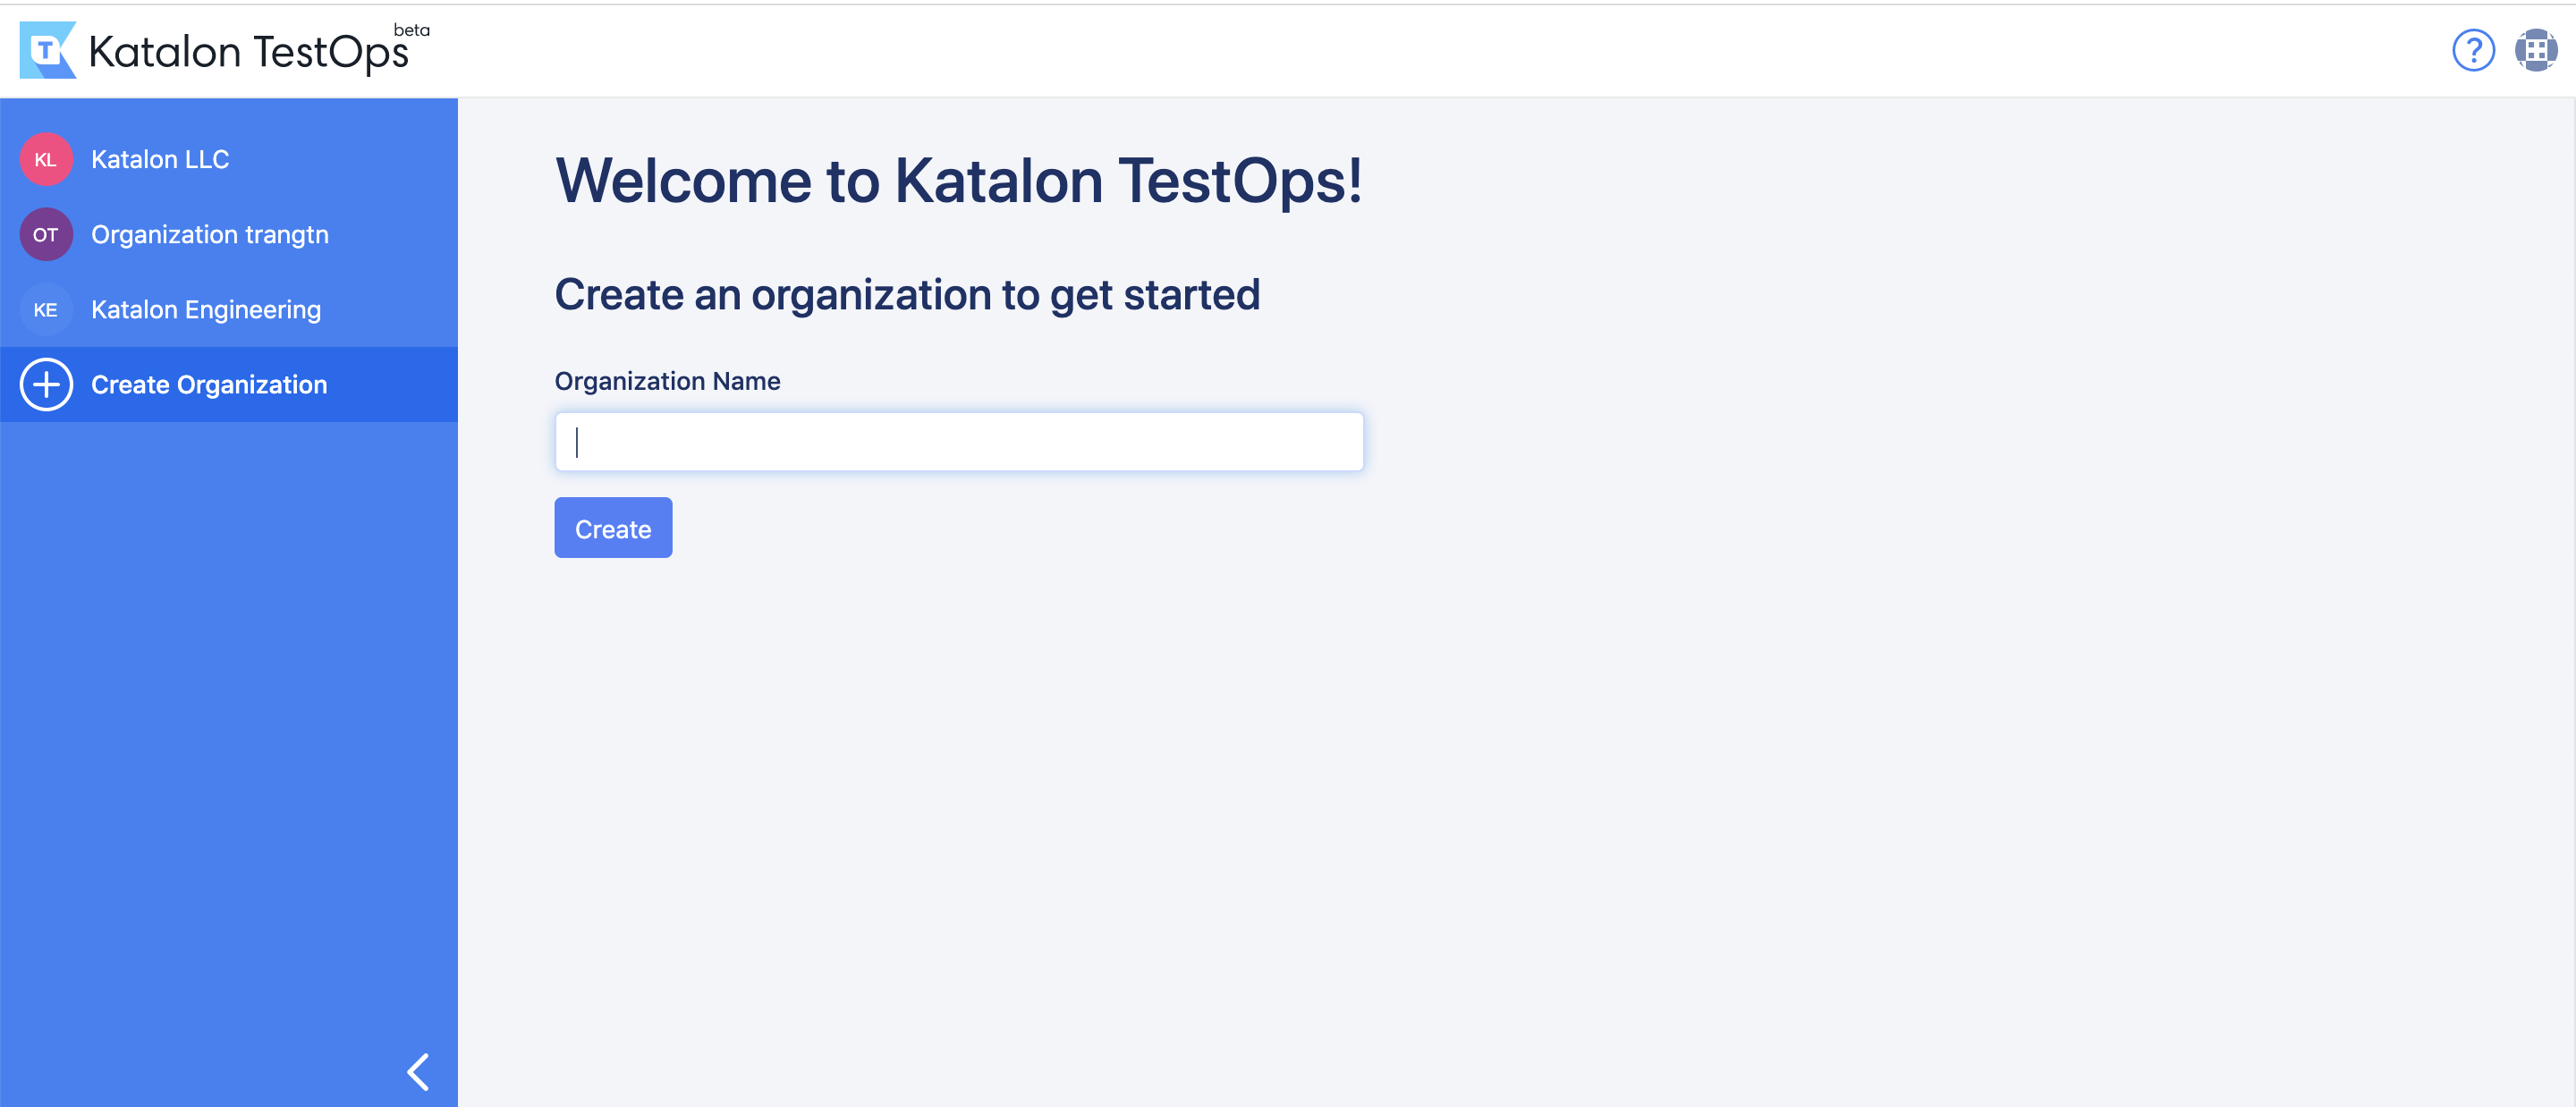 Katalon TestOps beta
KL Katalon LLC
OT Organization trangtn
KE Katalon Engineering
Create Organization
Welcome to Katalon TestOps!
Create an organization to get started
Organization Name
Create